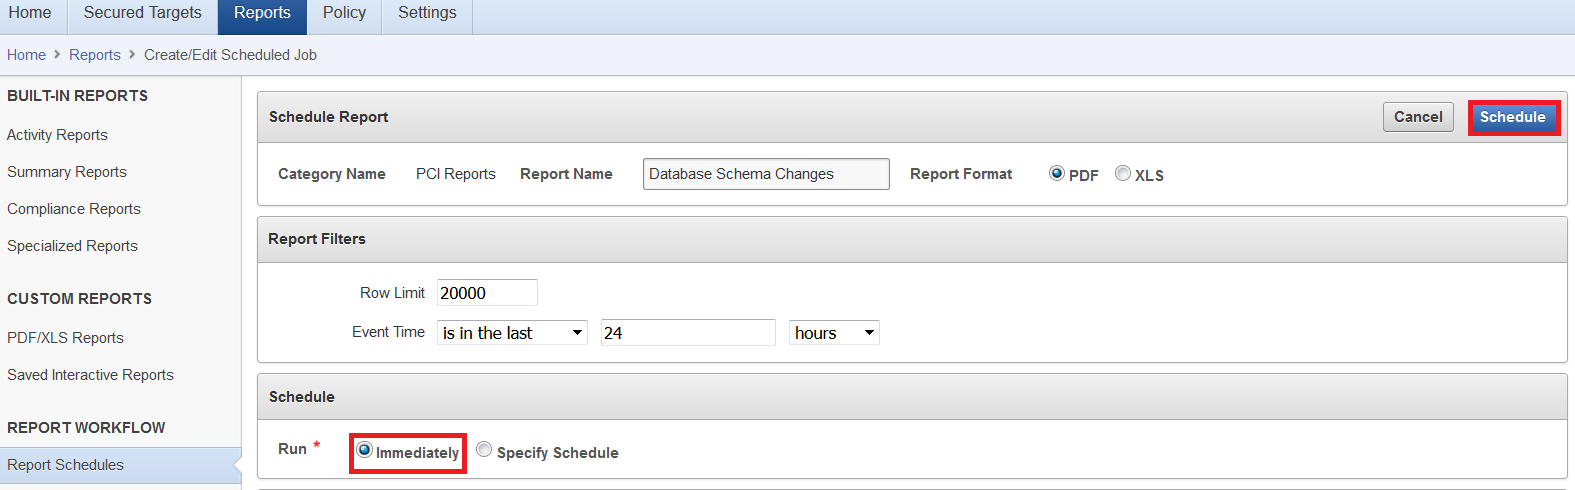 Home Secured Targets Reports Policy Settings
Home > Reports > Create/Edit Scheduled Job
BUILT-IN REPORTS
Activity Reports
Summary Reports
Compliance Reports
Specialized Reports
CUSTOM REPORTS
PDF/XLS Reports
Saved Interactive Reports
REPORT WORKFLOW
Report Schedules
Schedule Report Cancel Schedule
Category Name PCI Reports Report Name Database Schema Changes Report Format PDF XLS
Report Filters
Row Limit 20000
Event Time is in the last 24 hours
Schedule
Run * Immediately Specify Schedule